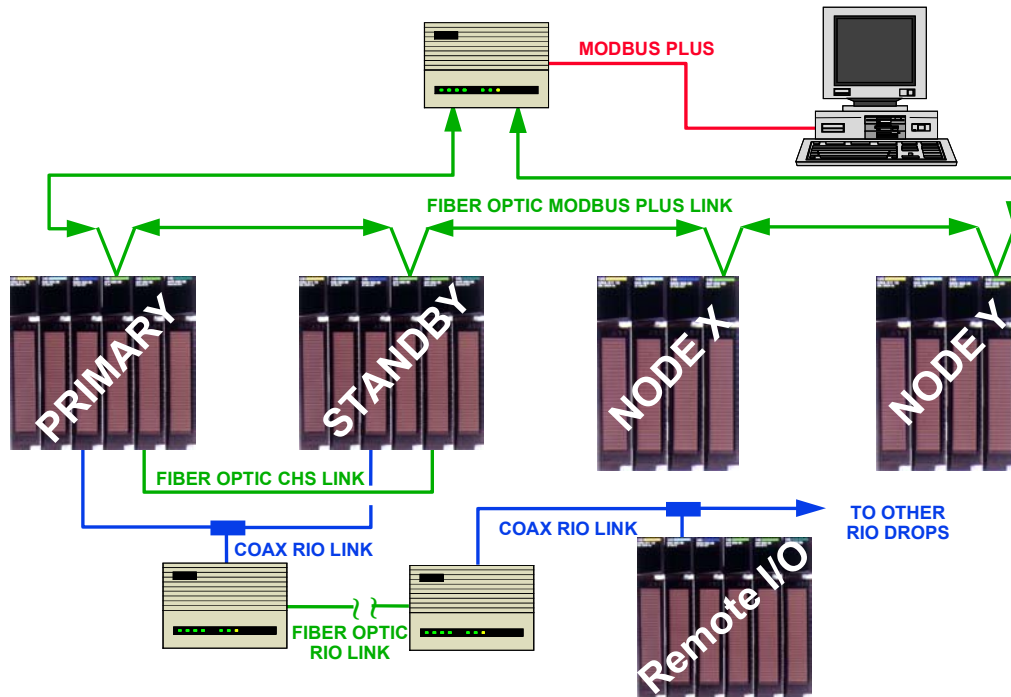 MODBUS PLUS
FIBER OPTIC MODBUS PLUS LINK
PRIMARY
STANDBY
NODE X
NODE Y
FIBER OPTIC CHS LINK
COAX RIO LINK
COAX RIO LINK
TO OTHER
RIO DROPS
FIBER OPTIC
RIO LINK
Remote I/O